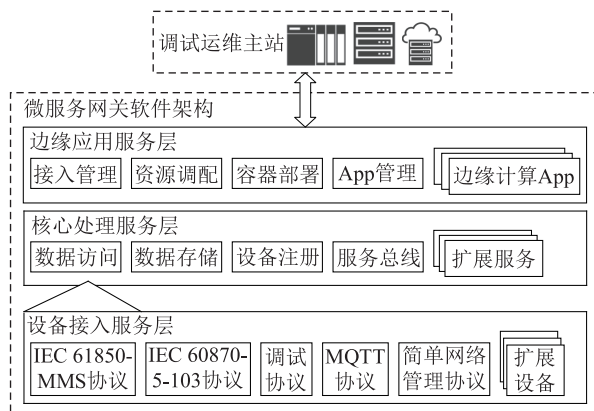 调试运维主站
微服务网关软件架构
边缘应用服务层
接入管理 资源调配 容器部署 App管理 边缘计算App
核心处理服务层
数据访问 数据存储 设备注册 服务总线 扩展服务
设备接入服务层
IEC 61850-
MMS协议
IEC 60870-
5-103协议
调试
协议
MQTT
协议
简单网络
管理协议
扩展
设备